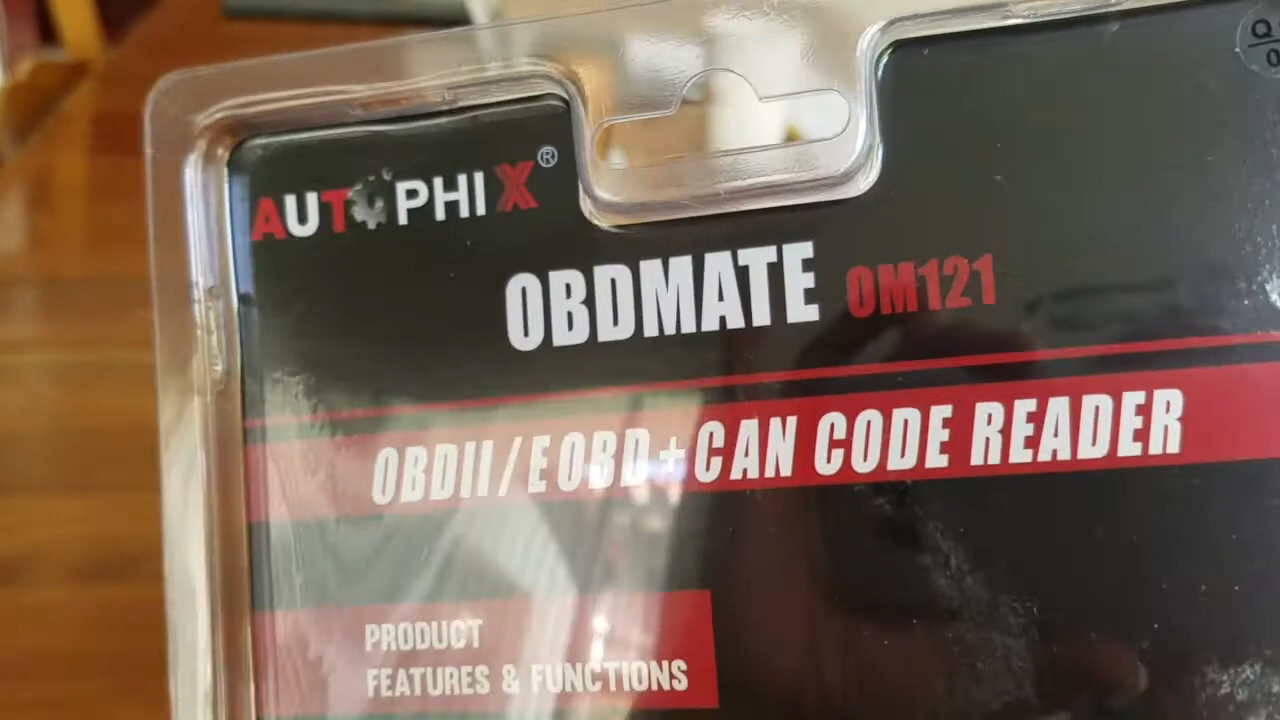 AUTOPHIX®
OBDMATE OM121
OBDII/EOBD+CAN CODE READER
PRODUCT
FEATURES & FUNCTIONS